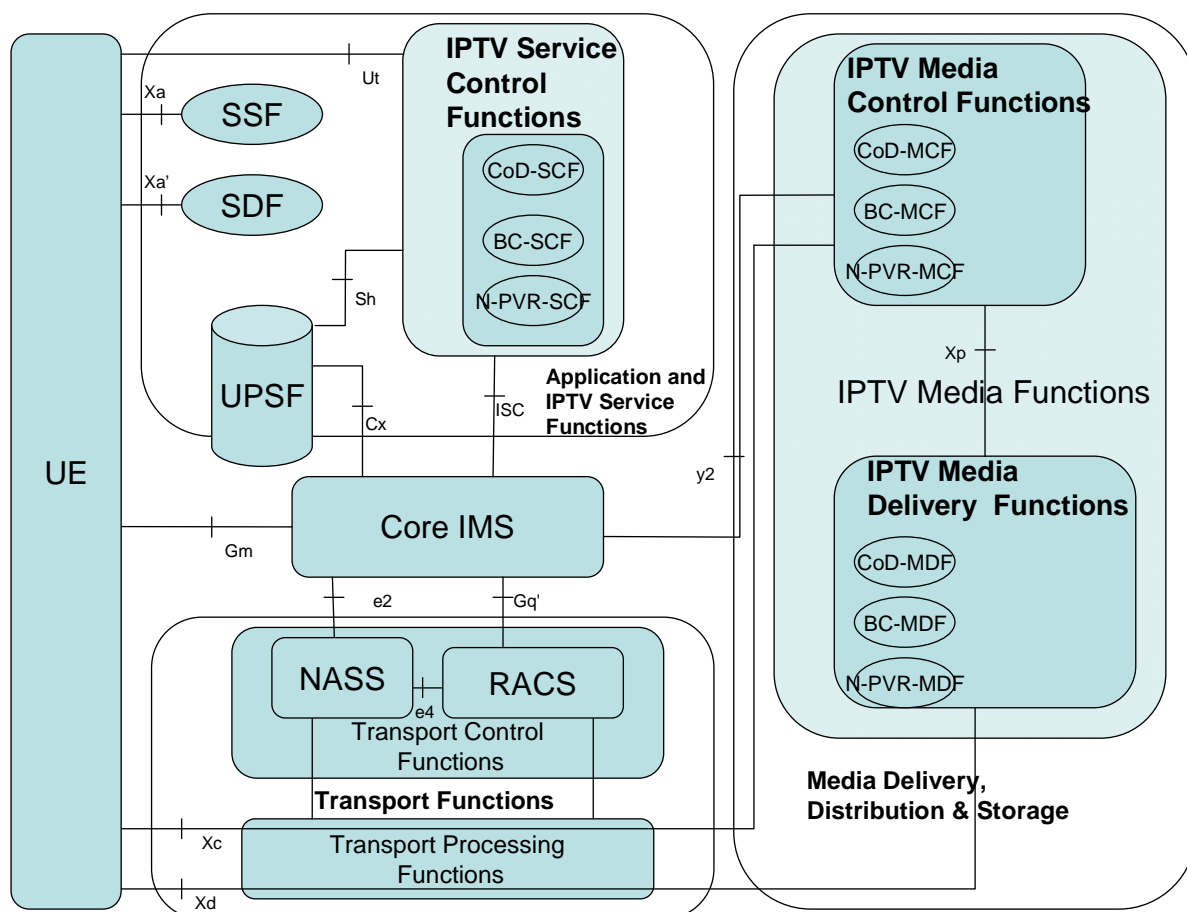 UE
Ut
Xa
SSF
Xa'
SDF
IPTV Service
Control
Functions
CoD-SCF
BC-SCF
N-PVR-SCF
Sh
UPSF
Cx
ISC
Application and
IPTV Service
Functions
Core IMS
Gm
y2
e2
Gq'
NASS
RACS
e4
Transport Control
Functions
Transport Functions
Transport Processing
Functions
Xc
Xd
IPTV Media
Control Functions
CoD-MCF
BC-MCF
N-PVR-MCF
Xp
IPTV Media Functions
IPTV Media
Delivery Functions
CoD-MDF
BC-MDF
N-PVR-MDF
Media Delivery,
Distribution & Storage